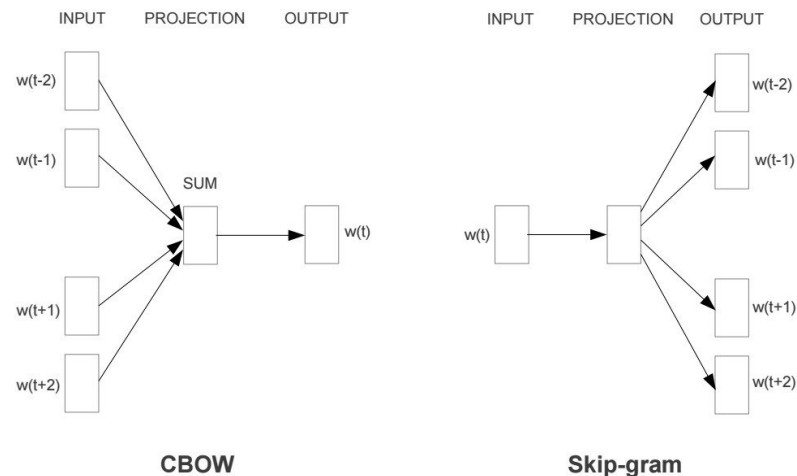 INPUT PROJECTION OUTPUT
w(t-2)
w(t-1)
SUM
w(t)
w(t+1)
w(t+2)
CBOW
INPUT PROJECTION OUTPUT
w(t-2)
w(t-1)
w(t)
w(t+1)
w(t+2)
Skip-gram